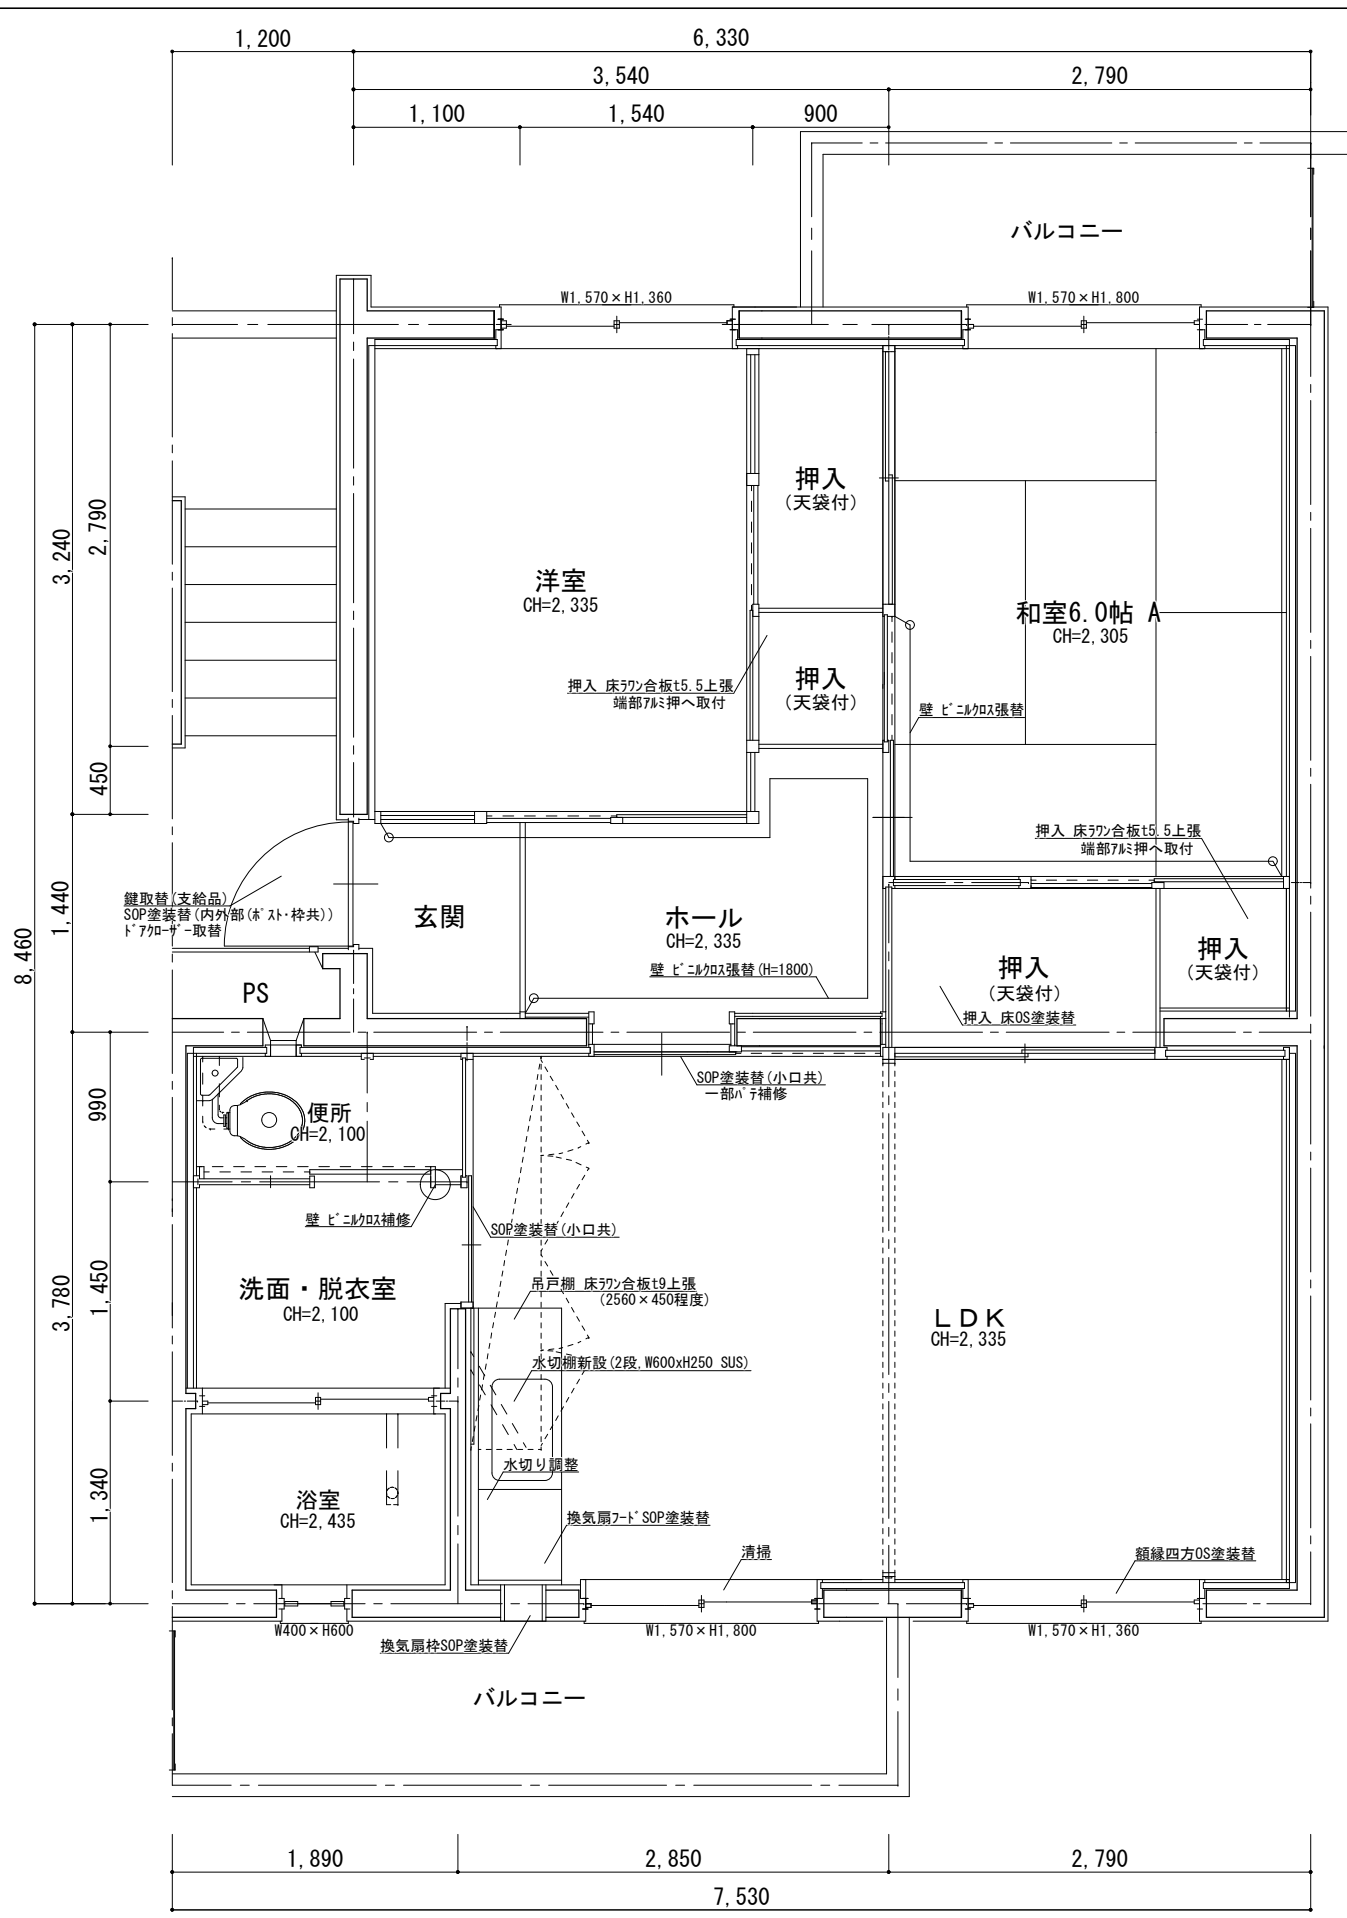 1,200
6,330
3,540
2,790
1,100
1,540
900
バルコニー
W1,570×H1,360
W1,570×H1,800
押入
(天袋付)
洋室
CH=2,335
和室6.0帖 A
CH=2,305
押入 床ﾗﾜﾝ合板t5.5上張
端部ｱﾙﾐ押へ取付
押入
(天袋付)
壁 ﾋﾞﾆﾙｸﾛｽ張替
2,790
3,240
450
押入 床ﾗﾜﾝ合板t5.5上張
端部ｱﾙﾐ押へ取付
鍵取替(支給品)
SOP塗装替(内外部(ﾎﾟｽﾄ・枠共))
ﾄﾞｱｸﾛｰｻﾞｰ取替
玄関
ホール
CH=2,335
壁 ﾋﾞﾆﾙｸﾛｽ張替(H=1800)
押入
(天袋付)
押入
(天袋付)
押入 床OS塗装替
1,440
8,460
PS
SOP塗装替(小口共)
一部ﾊﾟﾃ補修
990
便所
CH=2,100
壁 ﾋﾞﾆﾙｸﾛｽ補修
SOP塗装替(小口共)
1,450
3,780
洗面・脱衣室
CH=2,100
吊戸棚 床ﾗﾜﾝ合板t9上張
(2560×450程度)
LDK
CH=2,335
水切棚新設(2段,W600xH250 SUS)
水切り調整
1,340
浴室
CH=2,435
換気扇ﾌｰﾄﾞSOP塗装替
清掃
額縁四方OS塗装替
W400×H600
換気扇枠SOP塗装替
W1,570×H1,800
W1,570×H1,360
バルコニー
1,890
2,850
2,790
7,530